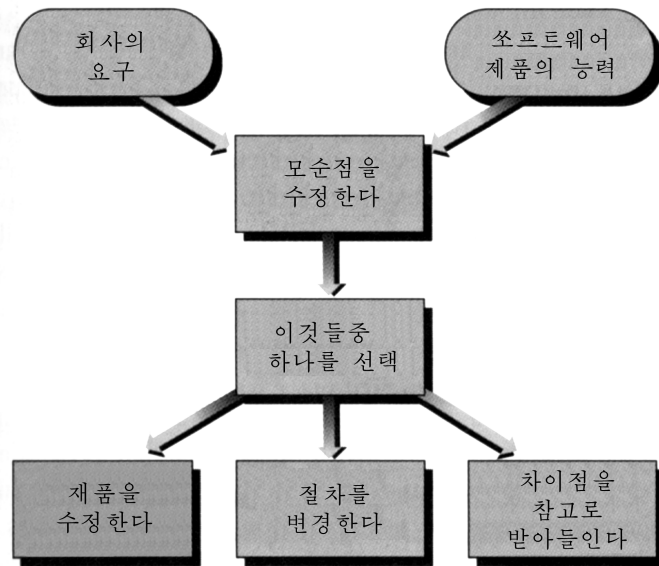 회사의
요구
쏘프트웨어
제품의 능력
모순점을
수정한다
이것들중
하나를 선택
재품을
수정한다
절차를
변경한다
차이점을
참고로
받아들인다